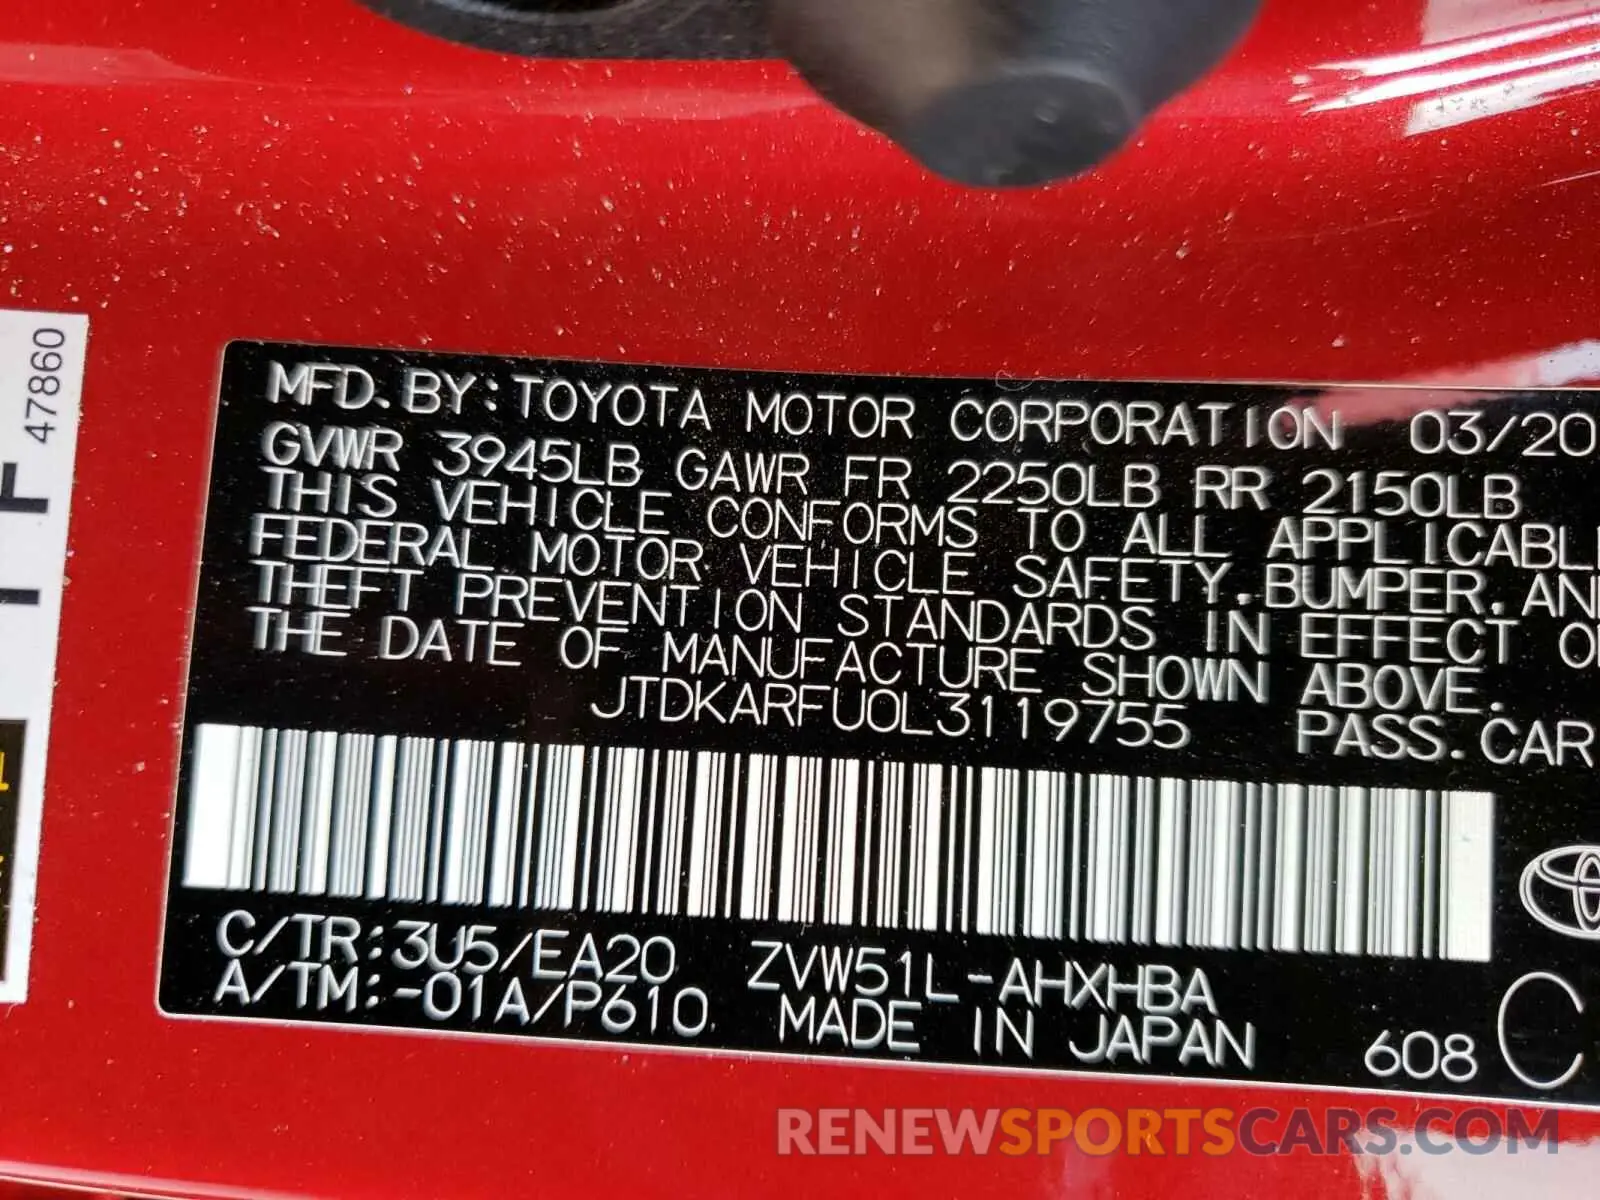 MFD. BY: TOYOTA MOTOR CORPORATION 03/20
GVWR 3945LB GAWR FR 2250LB RR 2150LB
THIS VEHICLE CONFORMS TO ALL APPLICABL
FEDERAL MOTOR VEHICLE SAFETY, BUMPER, AN
THEFT PREVENTION STANDARDS IN EFFECT O
THE DATE OF MANUFACTURE SHOWN ABOVE.
JTDKARFU0L3119755 PASS. CAR
C/TR: 3U5/EA20 ZVW51L-AHXHBA
A/TM: -01A/P610 MADE IN JAPAN 608 C
47860
RENEWSPORTSCARS.COM